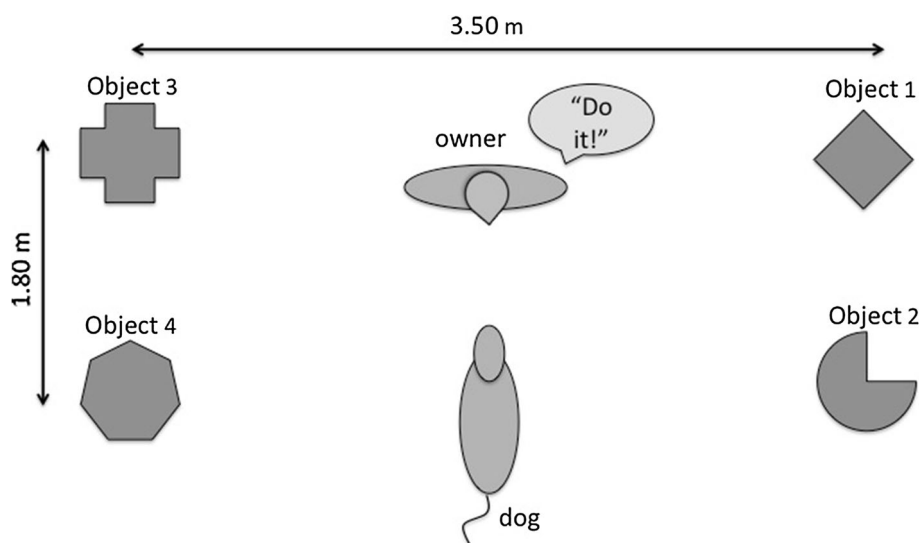 3.50 m
Object 3
Object 1
“Do
it!”
owner
1.80 m
Object 4
Object 2
dog